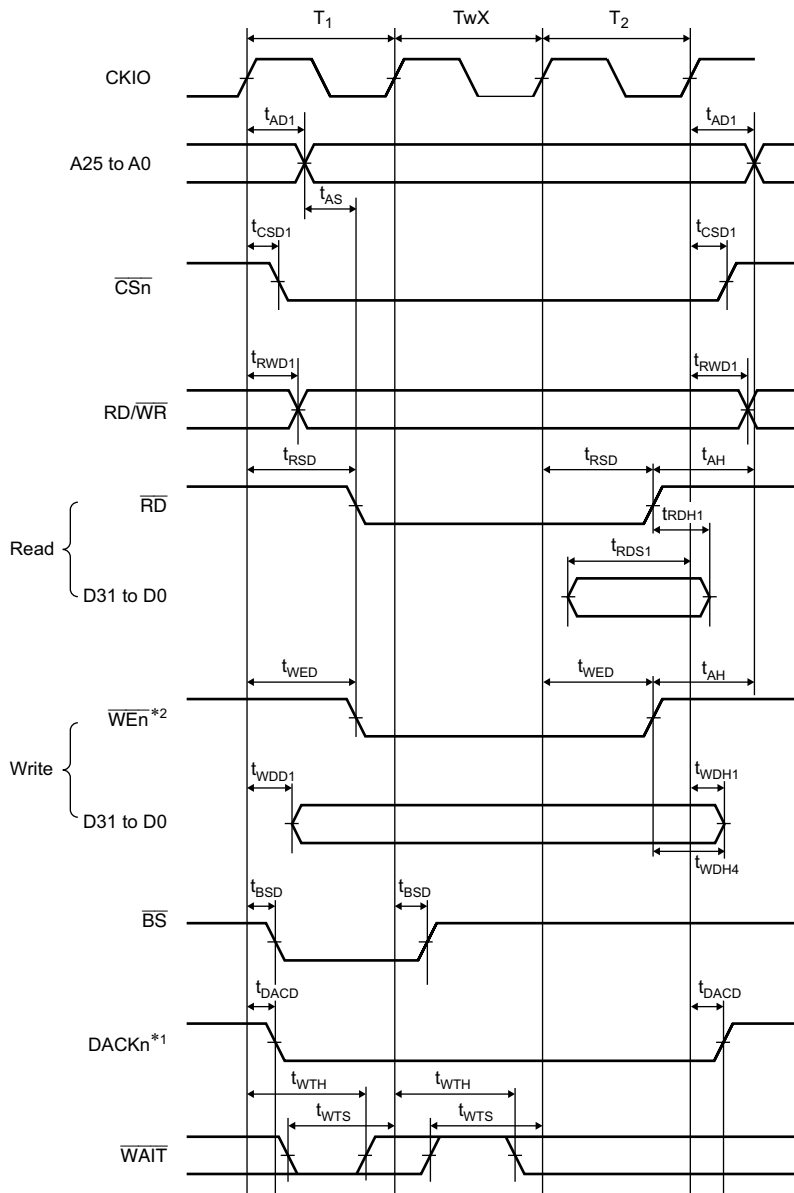 T1 TwX T2
CKIO
tAD1 tAD1
A25 to A0
tAS
tCSD1 tCSD1
CSn
tRWD1 tRWD1
RD/WR
tRSD tRSD tAH
RD
tRDH1
Read
tRDS1
D31 to D0
tWED tWED tAH
WEn*2
Write
tWDD1 tWDH1
D31 to D0
tWDH4
tBSD tBSD
BS
tDACD tDACD
DACKn*1
tWTH tWTH
tWTS tWTS
WAIT